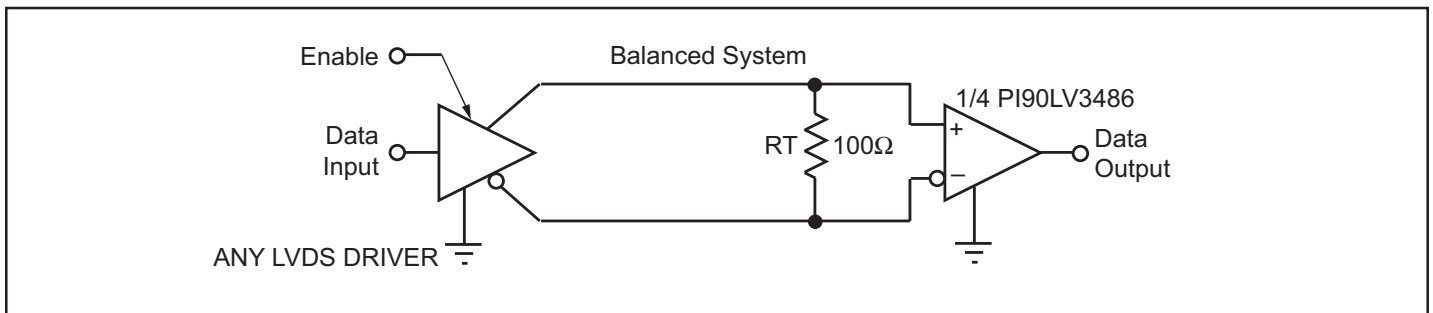 Enable
Balanced System
1/4 PI90LV3486
Data
Input
RT
100Ω
+
−
Data
Output
ANY LVDS DRIVER